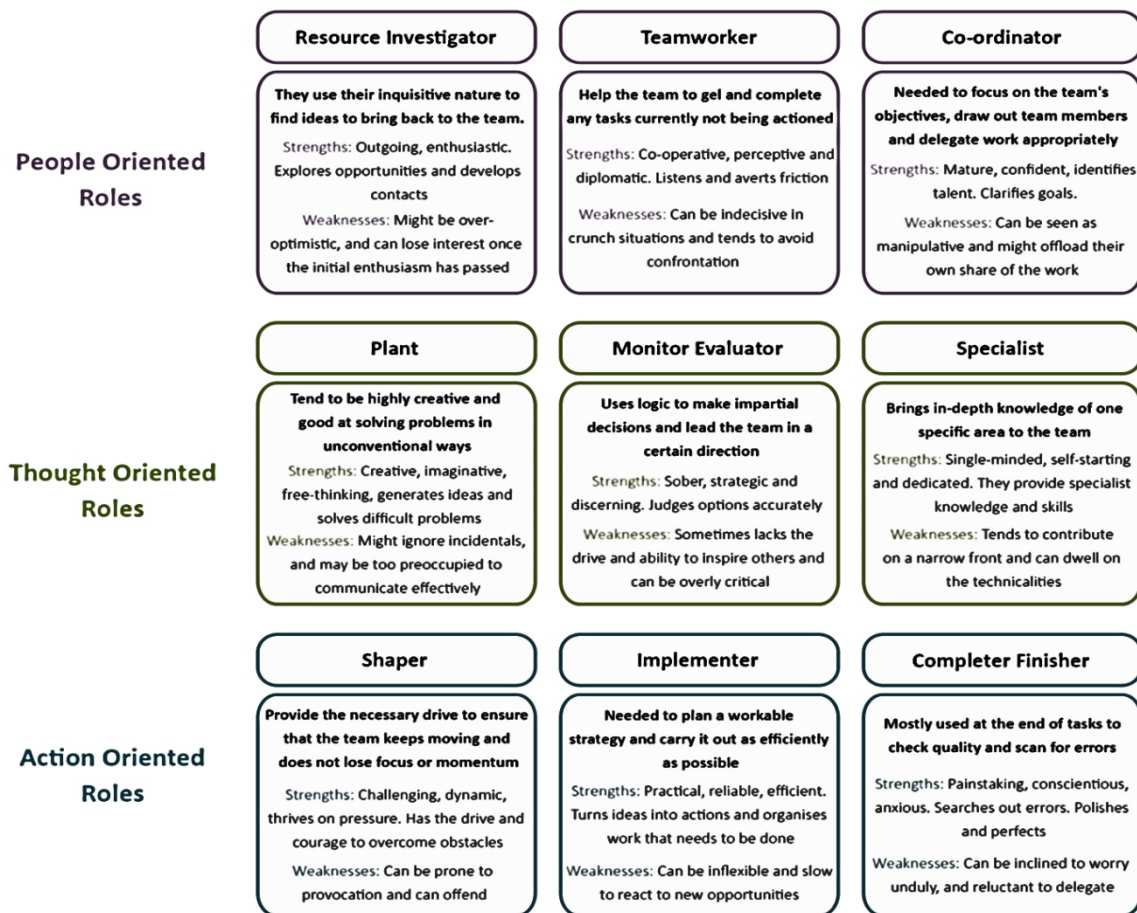 Resource Investigator
They use their inquisitive nature to
find ideas to bring back to the team.
Strengths: Outgoing, enthusiastic.
Explores opportunities and develops
contacts
Weaknesses: Might be over-
optimistic, and can lose interest once
the initial enthusiasm has passed
Teamworker
Help the team to gel and complete
any tasks currently not being actioned
Strengths: Co-operative, perceptive and
diplomatic. Listens and averts friction
Weaknesses: Can be indecisive in
crunch situations and tends to avoid
confrontation
Co-ordinator
Needed to focus on the team's
objectives, draw out team members
and delegate work appropriately
Strengths: Mature, confident, identifies
talent. Clarifies goals.
Weaknesses: Can be seen as
manipulative and might offload their
own share of the work
People Oriented
Roles
Plant
Tend to be highly creative and
good at solving problems in
unconventional ways
Strengths: Creative, imaginative,
free-thinking, generates ideas and
solves difficult problems
Weaknesses: Might ignore incidentals,
and may be too preoccupied to
communicate effectively
Monitor Evaluator
Uses logic to make impartial
decisions and lead the team in a
certain direction
Strengths: Sober, strategic and
discerning. Judges options accurately
Weaknesses: Sometimes lacks the
drive and ability to inspire others and
can be overly critical
Specialist
Brings in-depth knowledge of one
specific area to the team
Strengths: Single-minded, self-starting
and dedicated. They provide specialist
knowledge and skills
Weaknesses: Tends to contribute
on a narrow front and can dwell on
the technicalities
Thought Oriented
Roles
Shaper
Provide the necessary drive to ensure
that the team keeps moving and
does not lose focus or momentum
Strengths: Challenging, dynamic,
thrives on pressure. Has the drive and
courage to overcome obstacles
Weaknesses: Can be prone to
provocation and can offend
Implementer
Needed to plan a workable
strategy and carry it out as efficiently
as possible
Strengths: Practical, reliable, efficient.
Turns ideas into actions and organises
work that needs to be done
Weaknesses: Can be inflexible and slow
to react to new opportunities
Completer Finisher
Mostly used at the end of tasks to
check quality and scan for errors
Strengths: Painstaking, conscientious,
anxious. Searches out errors. Polishes
and perfects
Weaknesses: Can be inclined to worry
unduly, and reluctant to delegate
Action Oriented
Roles